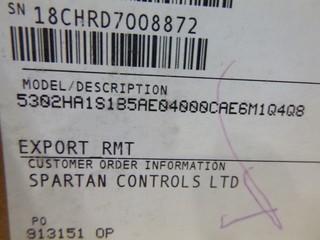 SN 18CHRD7008872
MODEL/DESCRIPTION
5302HA1S1B5AE04000CAE6M1Q4Q8
EXPORT RMT
CUSTOMER ORDER INFORMATION
SPARTAN CONTROLS LTD
PO
913151 OP